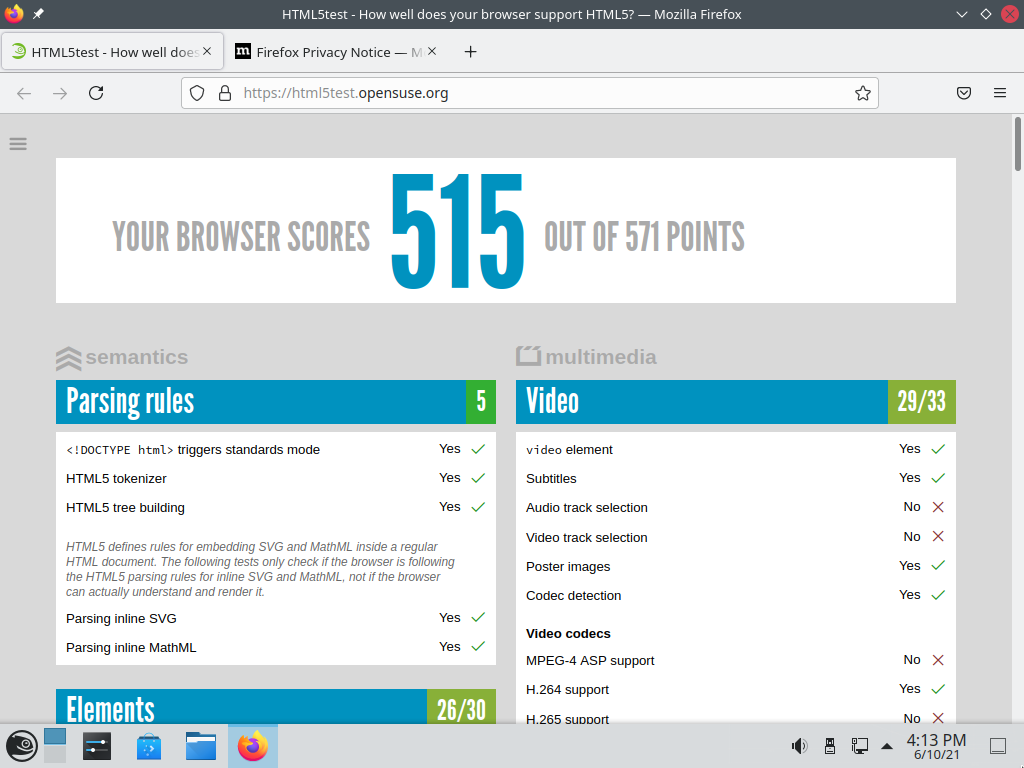 HTML5test - How well does your browser support HTML5? — Mozilla Firefox
HTML5test - How well does
Firefox Privacy Notice — M
https://html5test.opensuse.org
YOUR BROWSER SCORES 515 OUT OF 571 POINTS
semantics
Parsing rules 5
<!DOCTYPE html> triggers standards mode Yes
HTML5 tokenizer Yes
HTML5 tree building Yes
HTML5 defines rules for embedding SVG and MathML inside a regular
HTML document. The following tests only check if the browser is following
the HTML5 parsing rules for inline SVG and MathML, not if the browser
can actually understand and render it.
Parsing inline SVG Yes
Parsing inline MathML Yes
Elements 26/30
multimedia
Video 29/33
video element Yes
Subtitles Yes
Audio track selection No
Video track selection No
Poster images Yes
Codec detection Yes
Video codecs
MPEG-4 ASP support No
H.264 support Yes
H.265 support No
4:13 PM
6/10/21